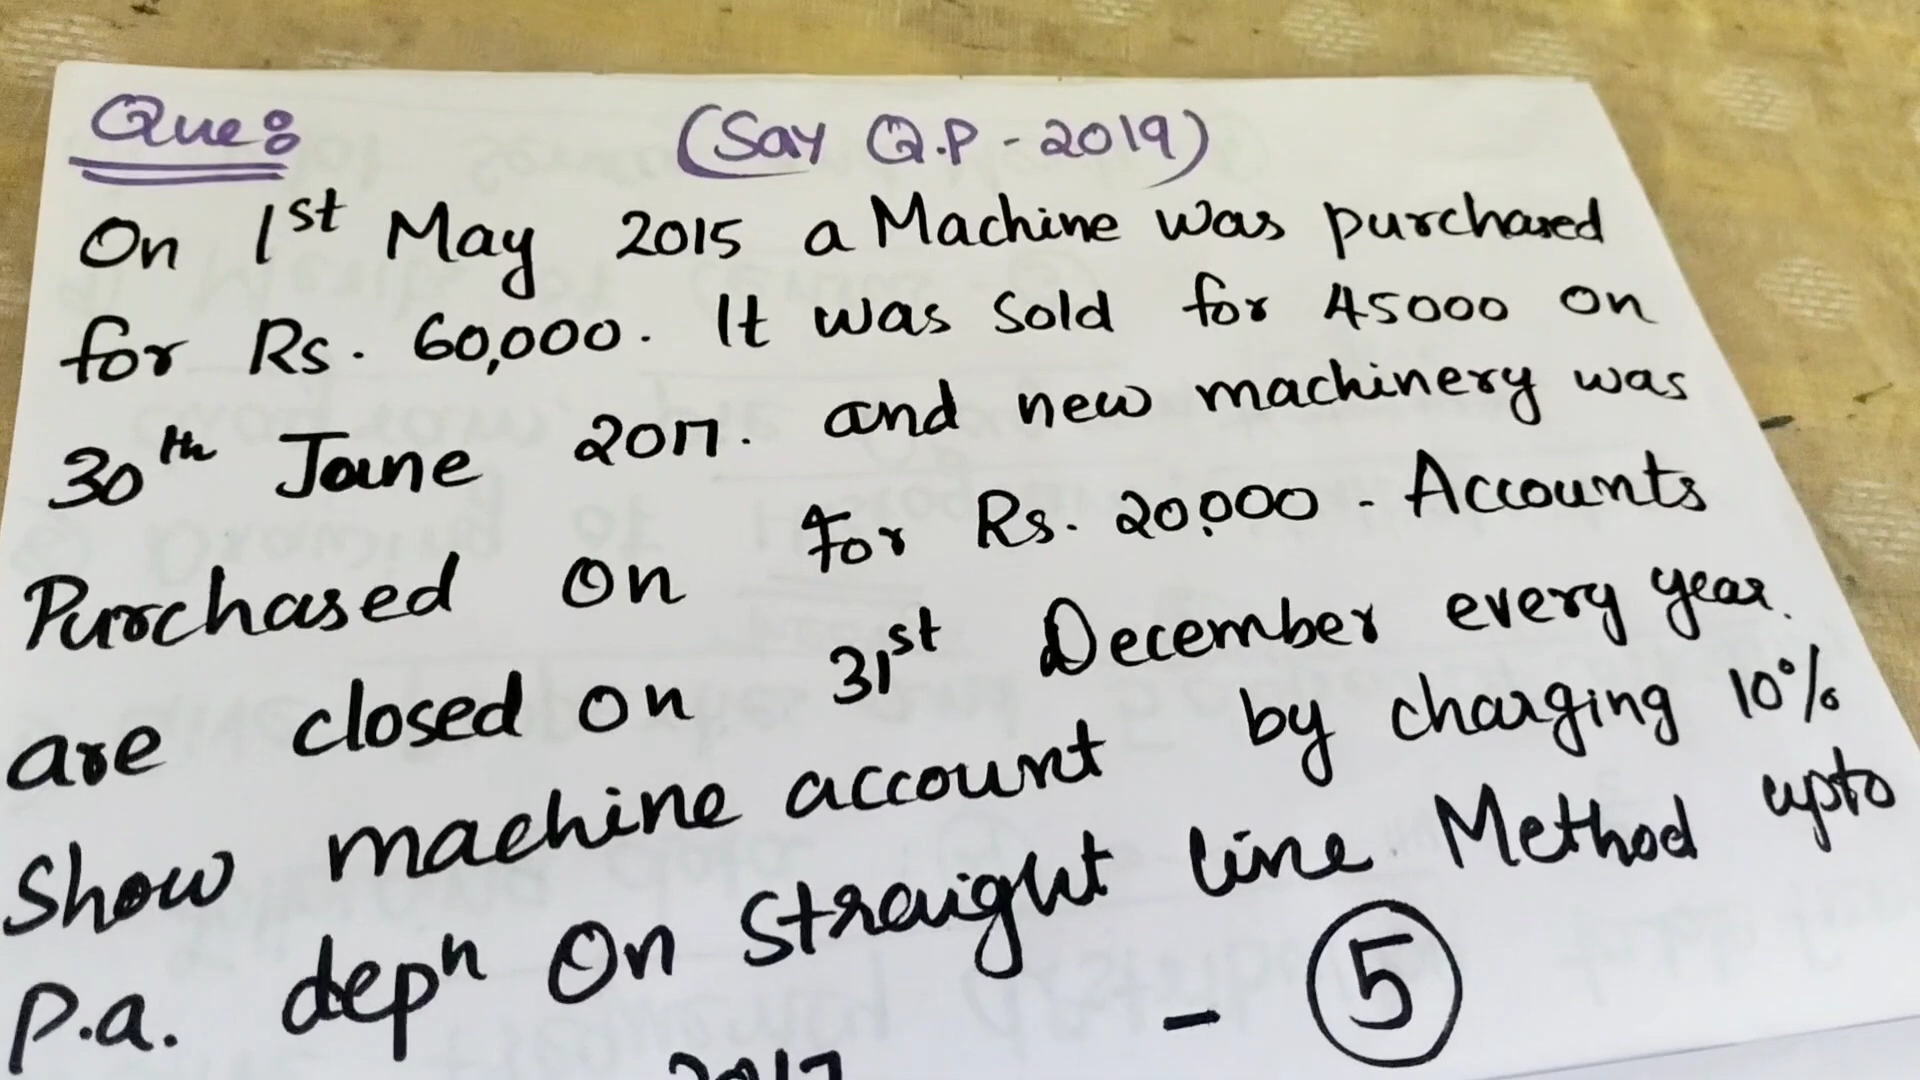 Que: (Say Q.P - 2019)
On 1st May 2015 a Machine was purchased
for Rs. 60,000. It was Sold for 45000 on
30th June 2017. and new machinery was
Purchased on for Rs. 20,000 - Accounts
are closed on 31st December every year.
Show machine account by charging 10%
P.a. depn On Straight line Method upto
2017 - 5